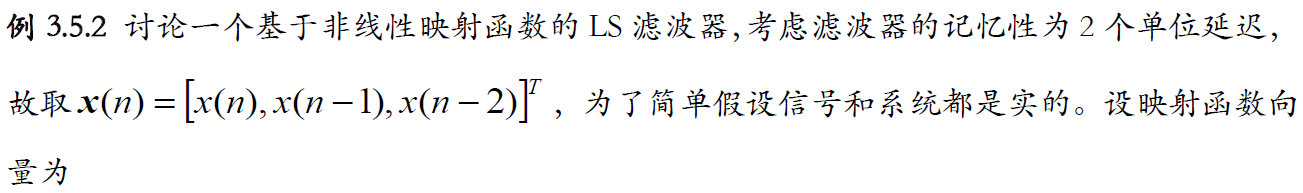 例 3.5.2 讨论一个基于非线性映射函数的 LS 滤波器,考虑滤波器的记忆性为 2 个单位延迟,
故取 x(n) = [x(n), x(n−1), x(n−2)]^T , 为了简单假设信号和系统都是实的。设映射函数向
量为